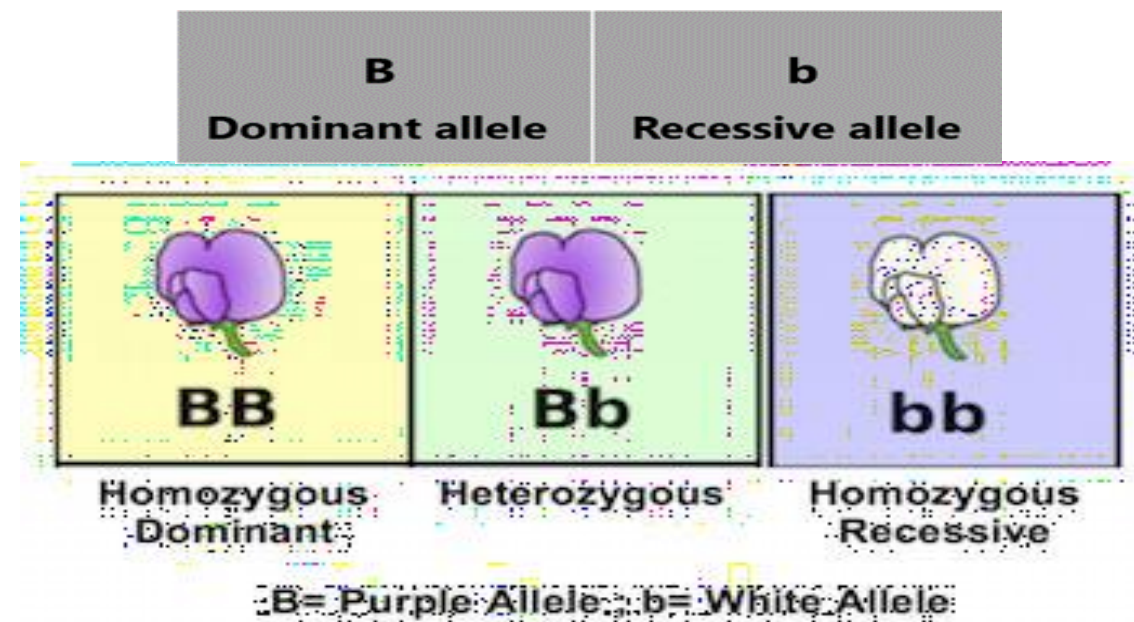 B
Dominant allele
b
Recessive allele
BB
Bb
bb
Homozygous
Dominant
Heterozygous
Homozygous
Recessive
B= Purple Allele ; b= White Allele